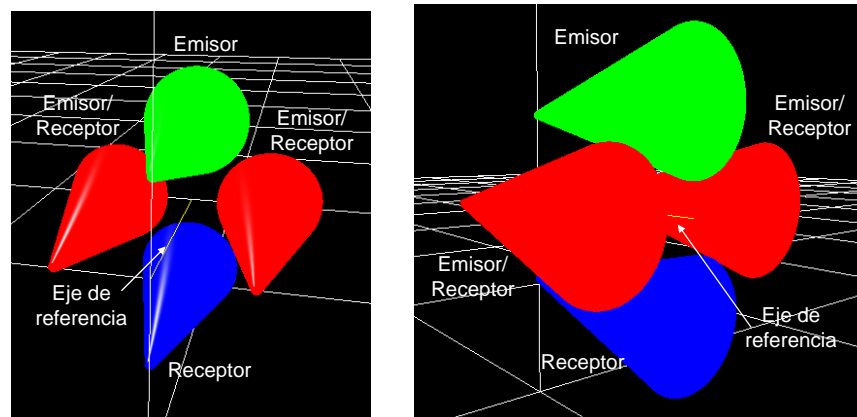 Emisor
Emisor/
Receptor
Emisor/
Receptor
Eje de
referencia
Receptor
Emisor
Emisor/
Receptor
Emisor/
Receptor
Eje de
referencia
Receptor